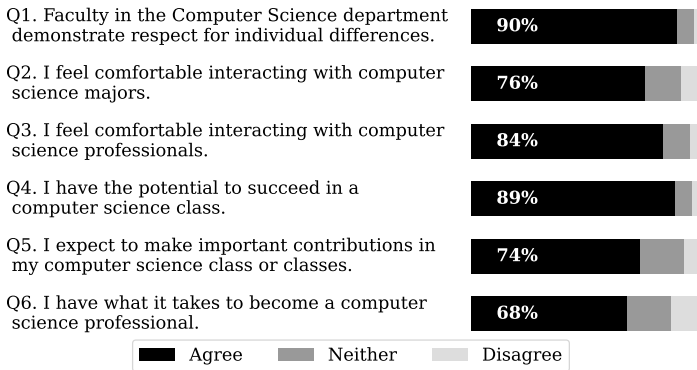 Q1. Faculty in the Computer Science department
demonstrate respect for individual differences.
90%
Q2. I feel comfortable interacting with computer
science majors.
76%
Q3. I feel comfortable interacting with computer
science professionals.
84%
Q4. I have the potential to succeed in a
computer science class.
89%
Q5. I expect to make important contributions in
my computer science class or classes.
74%
Q6. I have what it takes to become a computer
science professional.
68%
Agree Neither Disagree